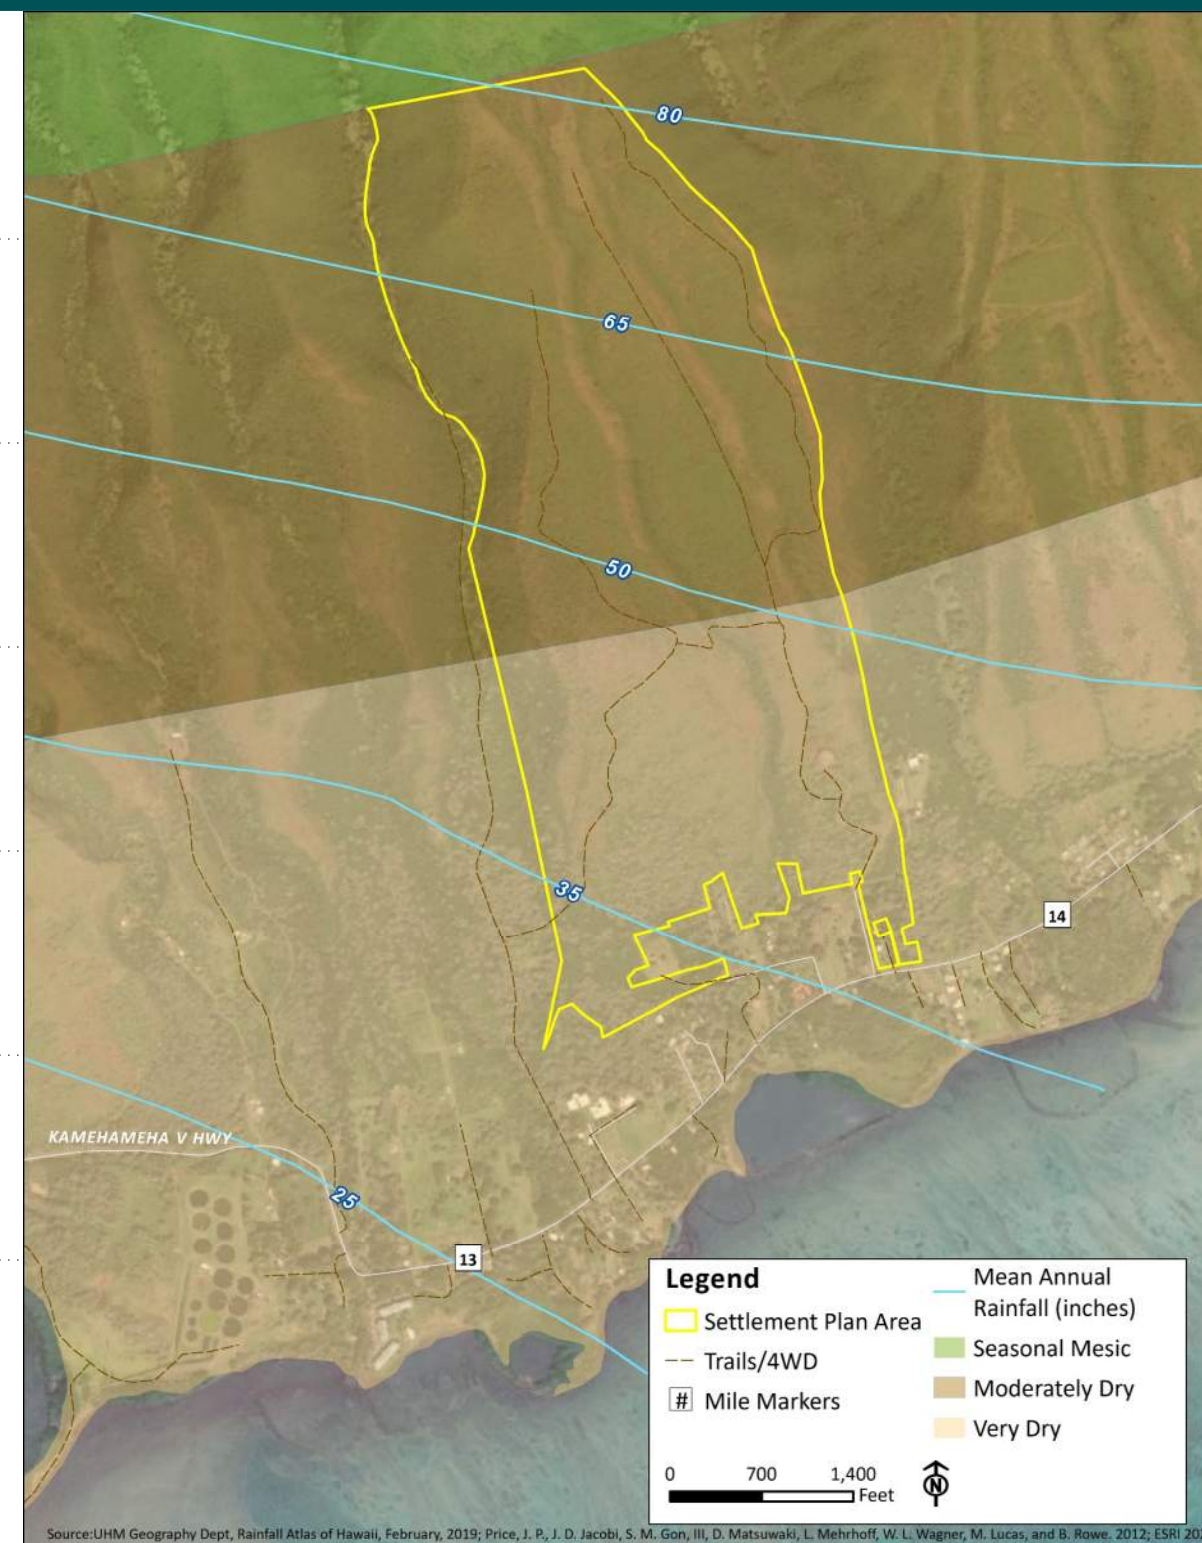 80
65
50
35
14
KAMEHAMEHA V HWY
25
13
Legend
Settlement Plan Area
Trails/4WD
# Mile Markers
Mean Annual
Rainfall (inches)
Seasonal Mesic
Moderately Dry
Very Dry
0 700 1,400
Feet
N
Source:UHM Geography Dept, Rainfall Atlas of Hawaii, February, 2019; Price, J. P., J. D. Jacobi, S. M. Gon, III, D. Matsuwaki, L. Mehrhoff, W. L. Wagner, M. Lucas, and B. Rowe. 2012; ESRI